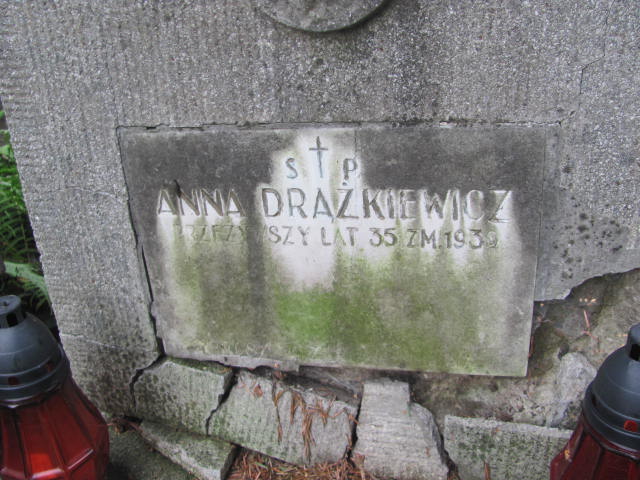 S † P
ANNA DRĄŻKIEWICZ
PRZEŻYWSZY LAT 35 ZM. 1939